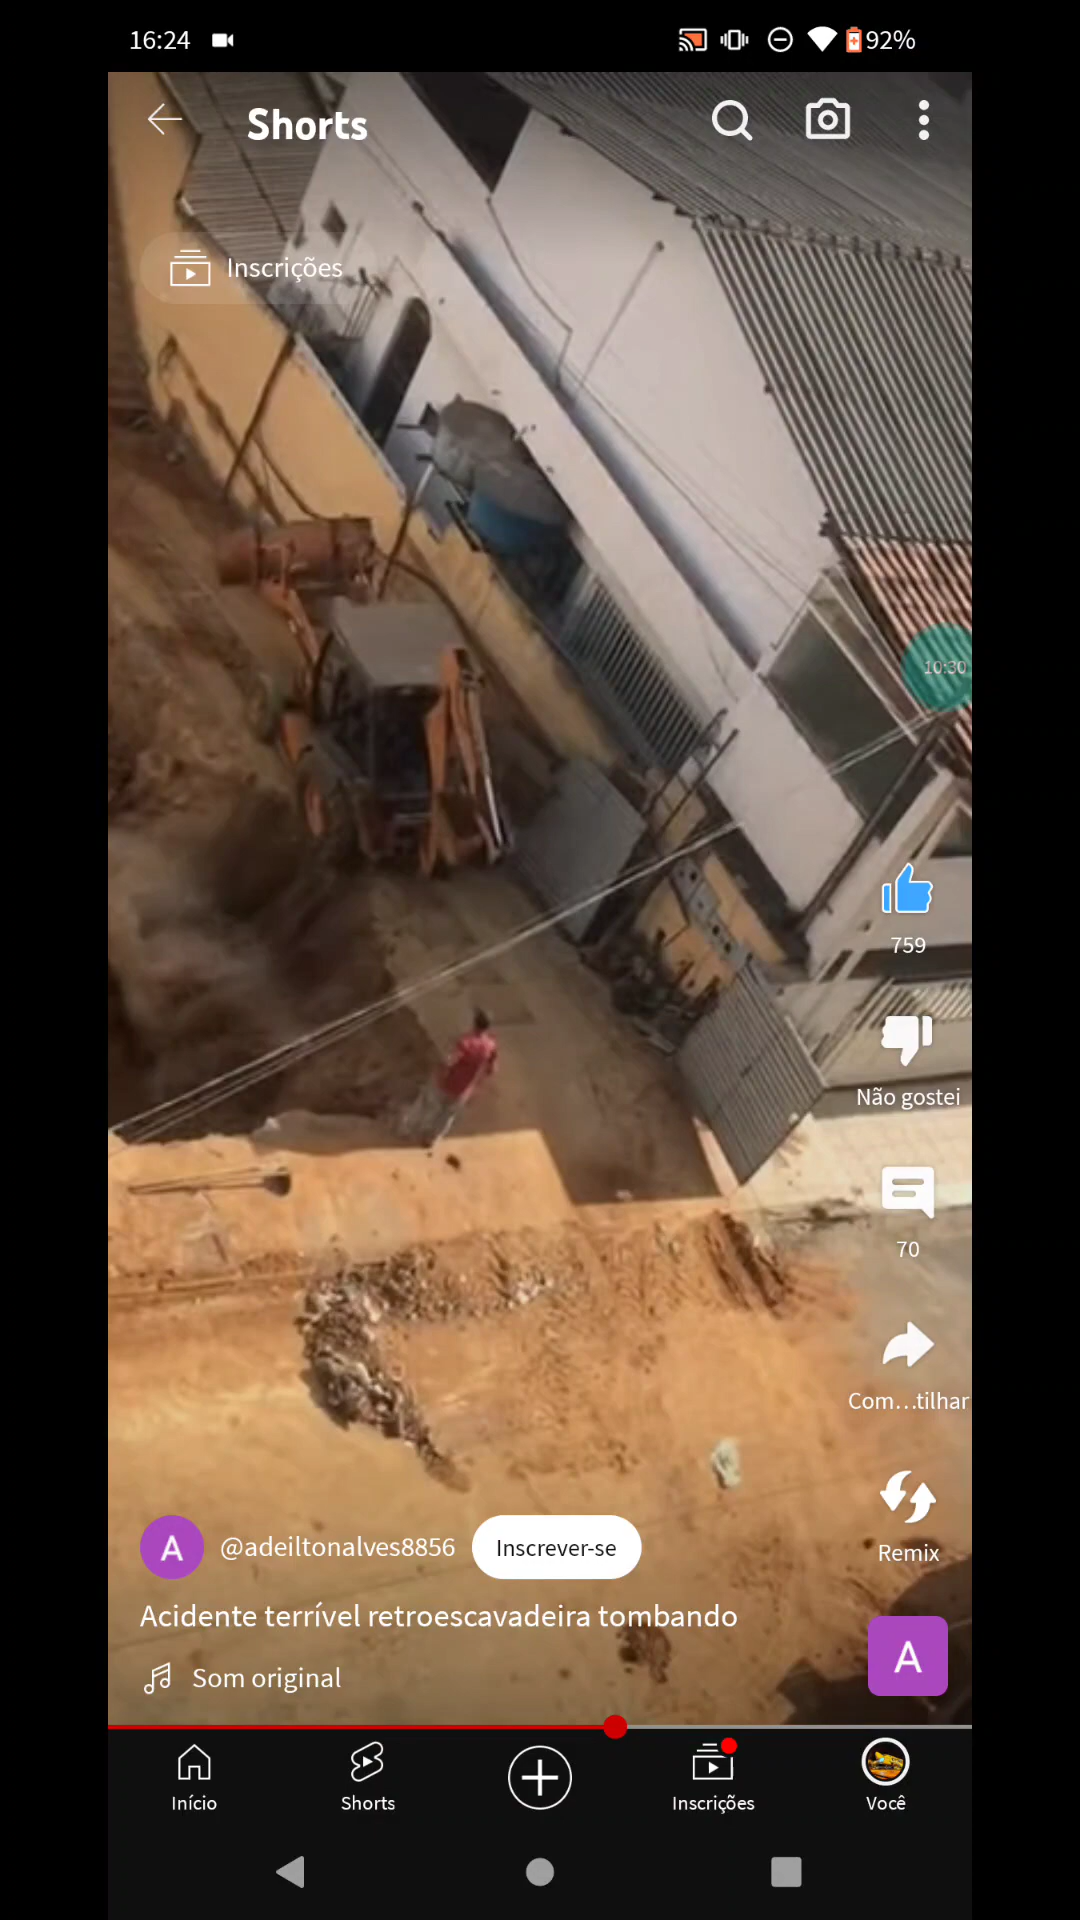 16:24
92%
Shorts
Inscrições
10:30
759
Não gostei
70
Com...tilhar
Remix
A @adeiltonalves8856 Inscrever-se
Acidente terrível retroescavadeira tombando
A
Som original
Início
Shorts
Inscrições
Você